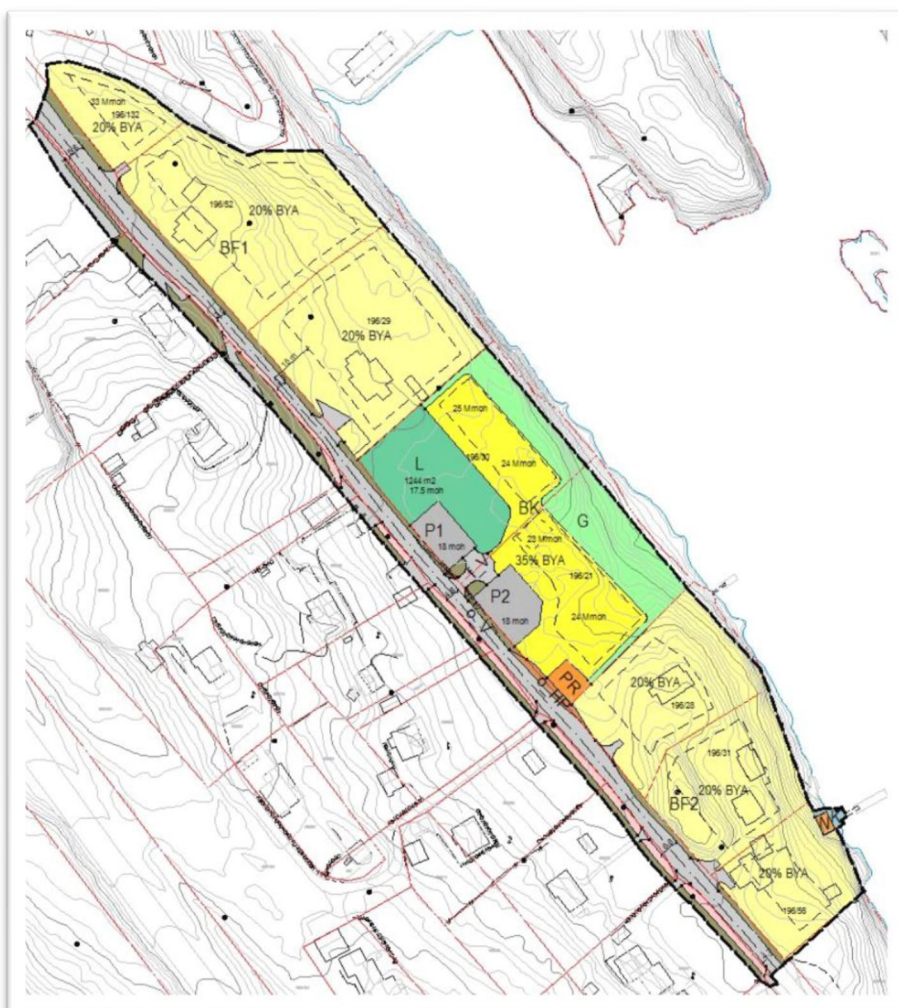 33 Mmoh
196/132
20% BYA
196/52
20% BYA
BF1
196/29
20% BYA
25 Mmoh
L
1244 m2
17.5 moh
196/30
24 Mmoh
BK
G
P1
18 moh
23 Mmoh
35% BYA
196/21
V
P2
18 moh
24 Mmoh
PR
HP
20% BYA
196/28
196/31
20% BYA
BF2
20% BYA
196/56